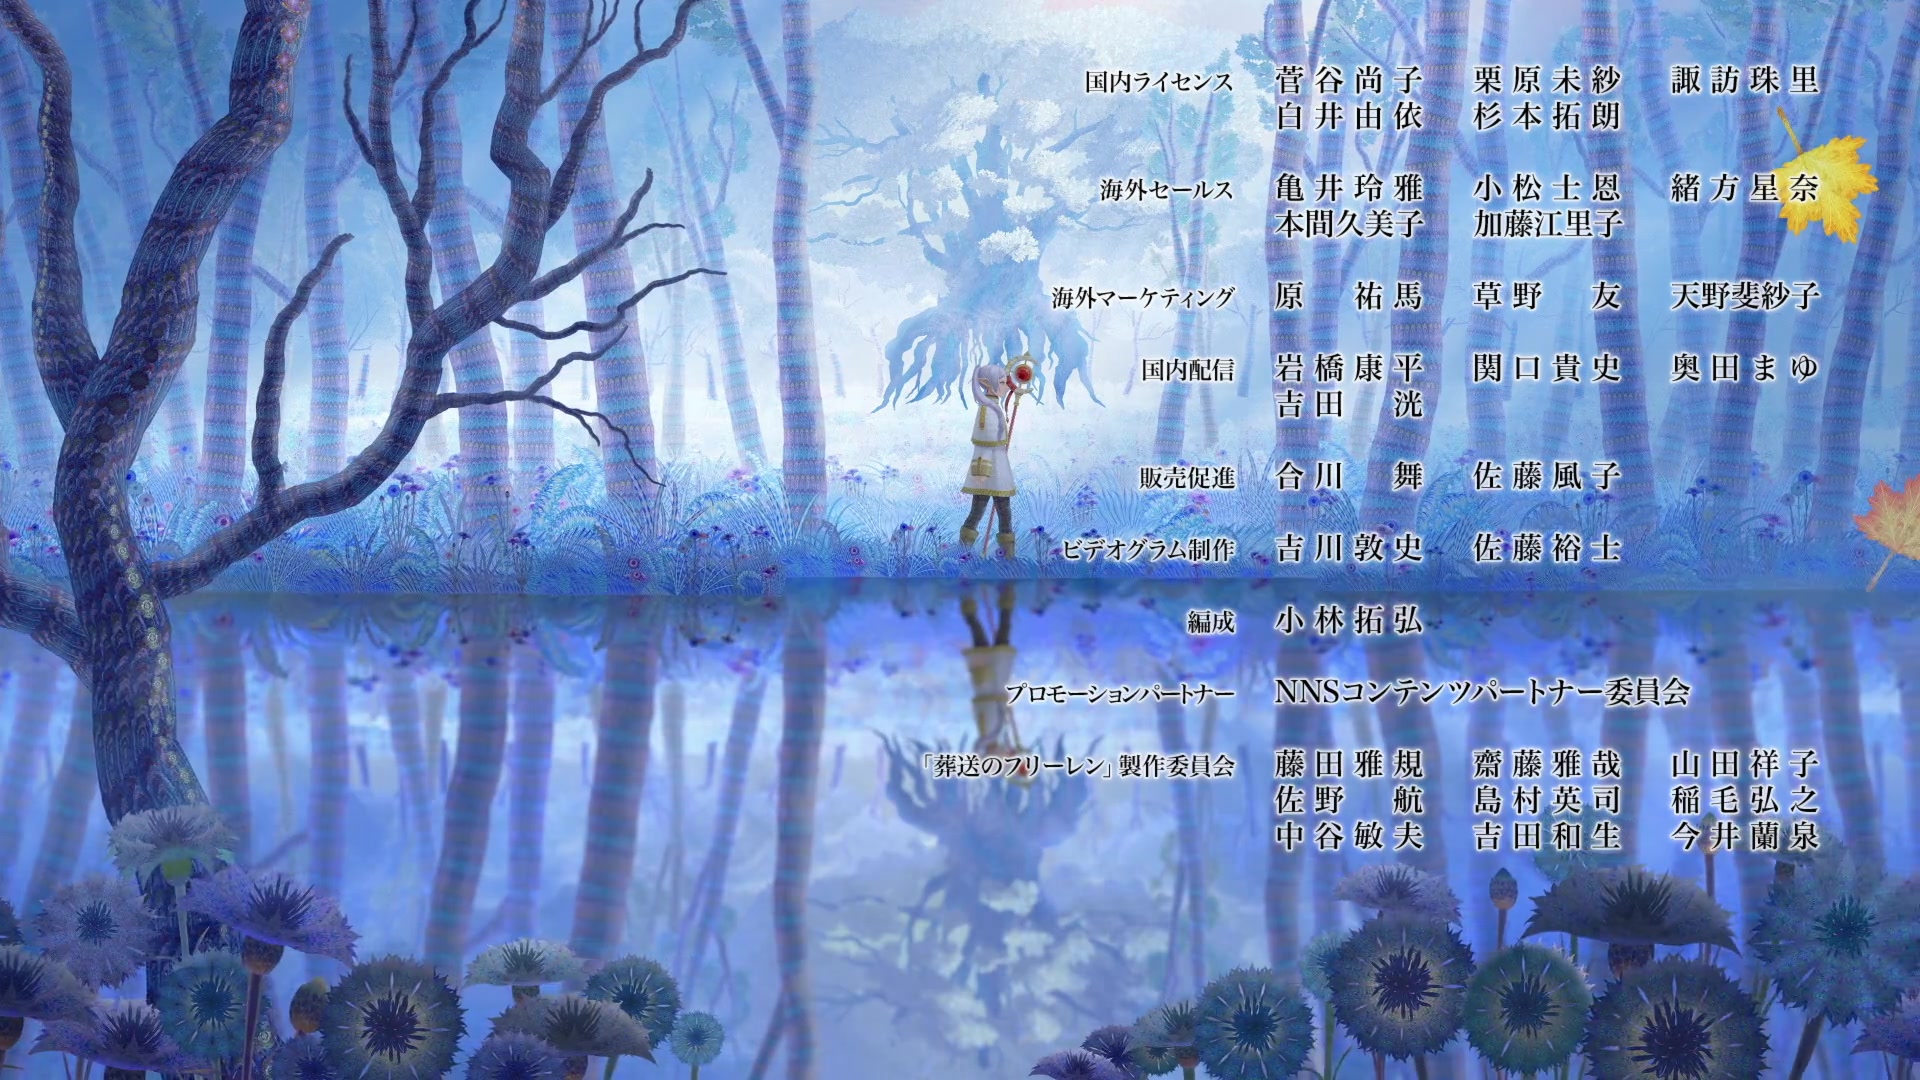 国内ライセンス 菅谷尚子 栗原未紗 諏訪珠里
白井由依 杉本拓朗
海外セールス 亀井玲雅 小松士恩 緒方星奈
本間久美子 加藤江里子
海外マーケティング 原 祐馬 草野 友 天野斐紗子
国内配信 岩橋康平 関口貴史 奥田まゆ
吉田 洸
販売促進 合川 舞 佐藤風子
ビデオグラム制作 吉川敦史 佐藤裕士
編成 小林拓弘
プロモーションパートナー NNSコンテンツパートナー委員会
「葬送のフリーレン」製作委員会 藤田雅規 齋藤雅哉 山田祥子
佐野 航 島村英司 稲毛弘之
中谷敏夫 吉田和生 今井蘭泉